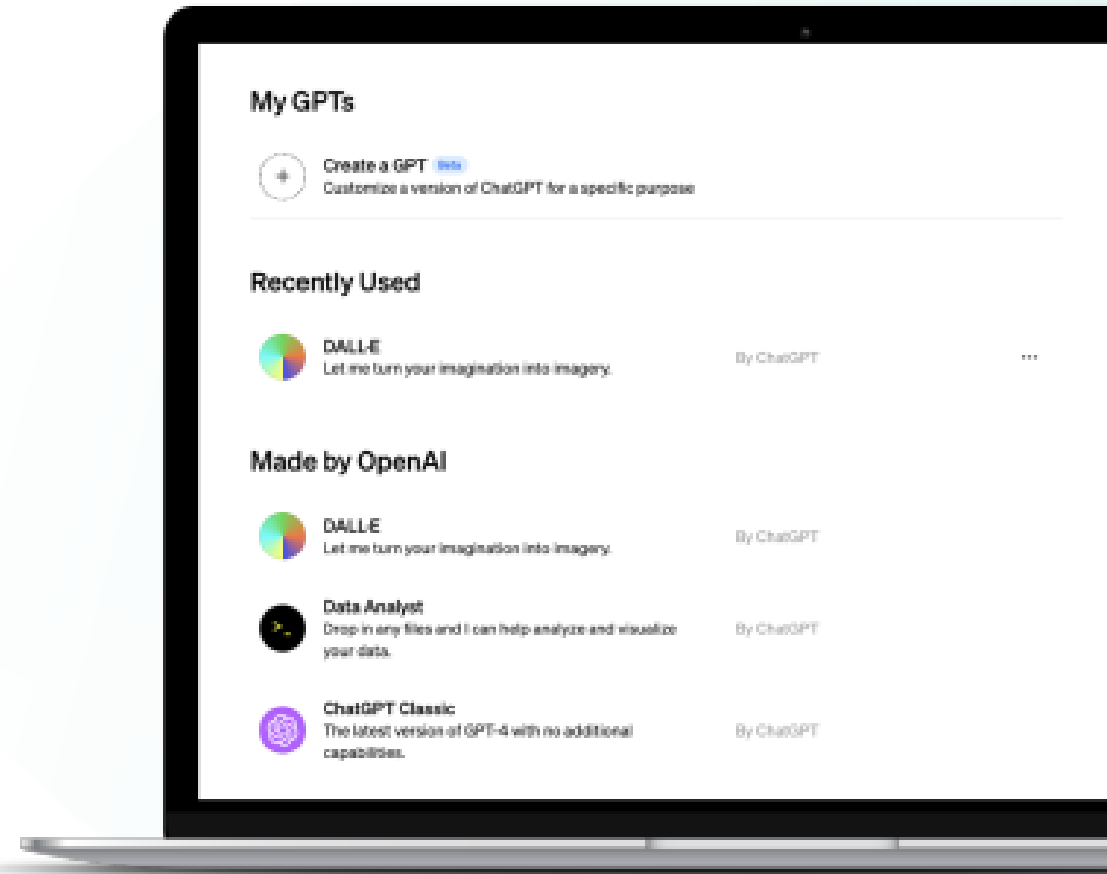 My GPTs
Create a GPT Beta
Customize a version of ChatGPT for a specific purpose
Recently Used
DALL·E
Let me turn your imagination into imagery.
By ChatGPT
...
Made by OpenAI
DALL·E
Let me turn your imagination into imagery.
By ChatGPT
>_
Data Analyst
Drop in any files and I can help analyze and visualize
your data.
By ChatGPT
ChatGPT Classic
The latest version of GPT-4 with no additional
capabilities.
By ChatGPT